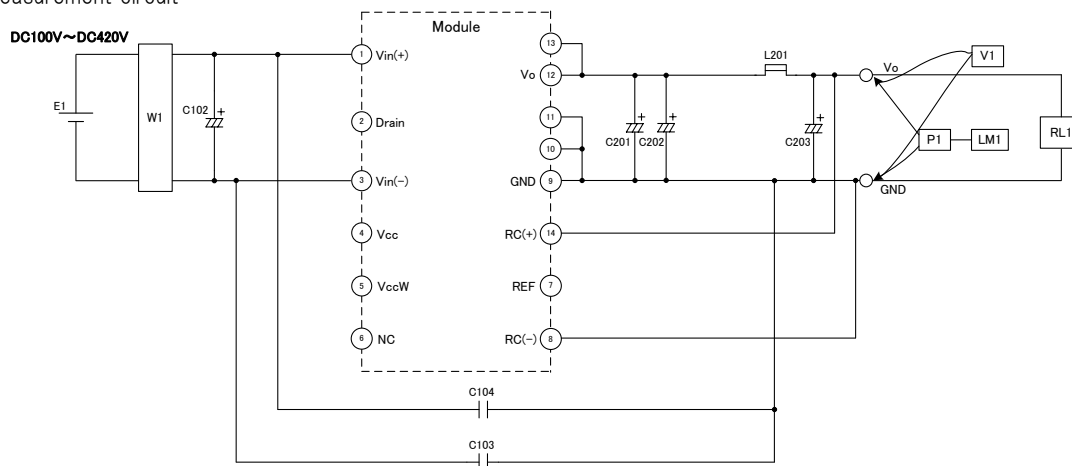 easurement circuit
DC100V～DC420V
Module
E1
W1
C102
+
1 Vin(+)
2 Drain
3 Vin(-)
4 Vcc
5 VccW
6 NC
13
Vo 12
11
10
GND 9
RC(+) 14
REF 7
RC(-) 8
C201
+
C202
+
L201
C203
+
Vo
GND
V1
P1
LM1
RL1
C104
C103